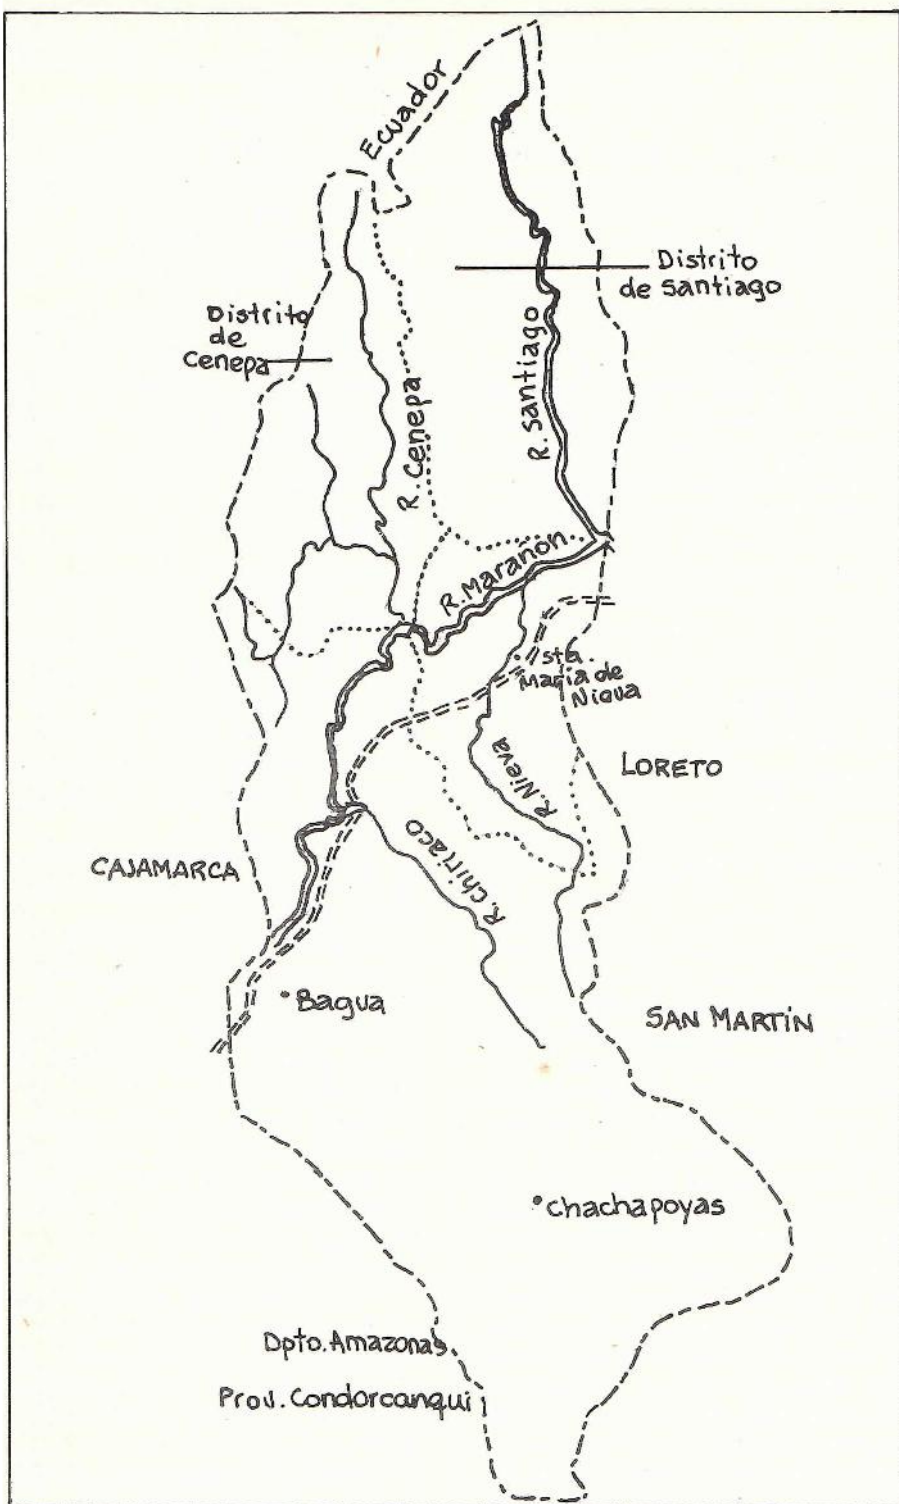 Ecuador
Distrito
de Santiago
Distrito
de
Cenepa
R. Cenepa
R. Santiago
R. Marañon
Sta.
Maria de
Nieva
LORETO
R. Nieva
R. Chiriaco
CAJAMARCA
Bagua
SAN MARTÍN
Chachapoyas
Dpto. Amazonas
Prov. Condorcanqui